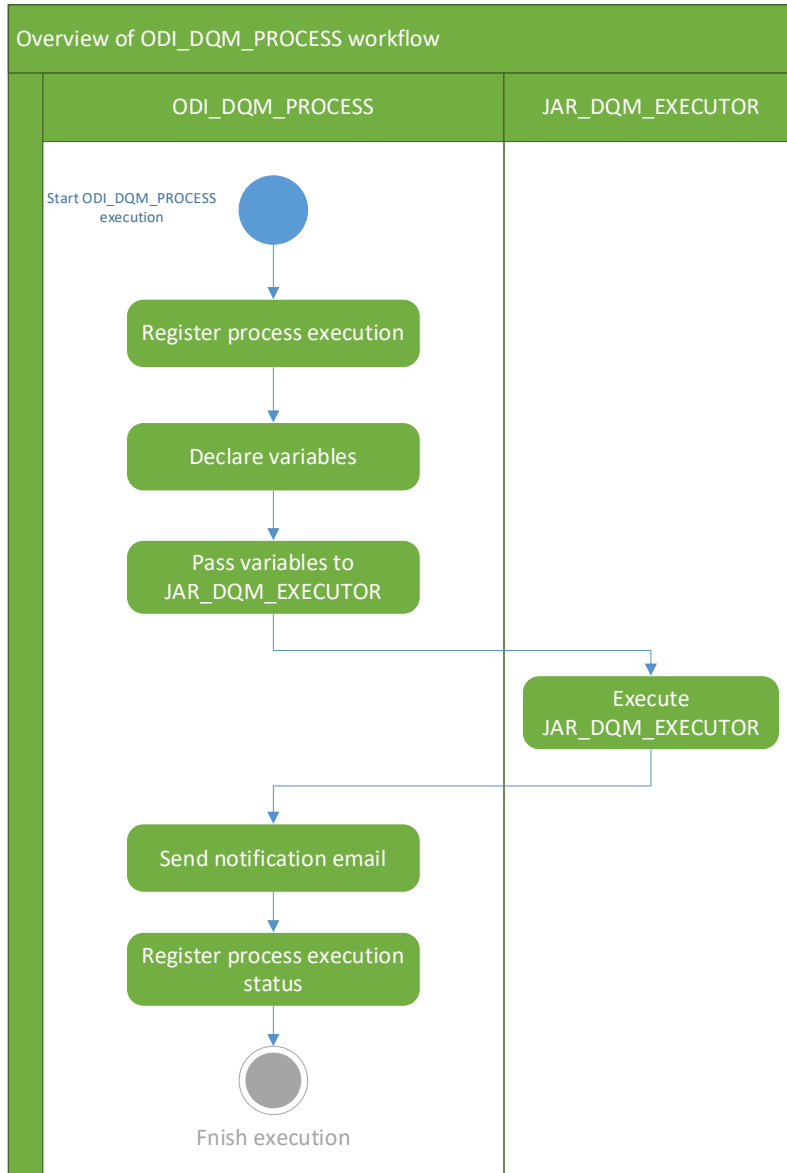 Overview of ODI_DQM_PROCESS workflow
ODI_DQM_PROCESS
JAR_DQM_EXECUTOR
Start ODI_DQM_PROCESS
execution
Register process execution
Declare variables
Pass variables to
JAR_DQM_EXECUTOR
Execute
JAR_DQM_EXECUTOR
Send notification email
Register process execution
status
Fnish execution